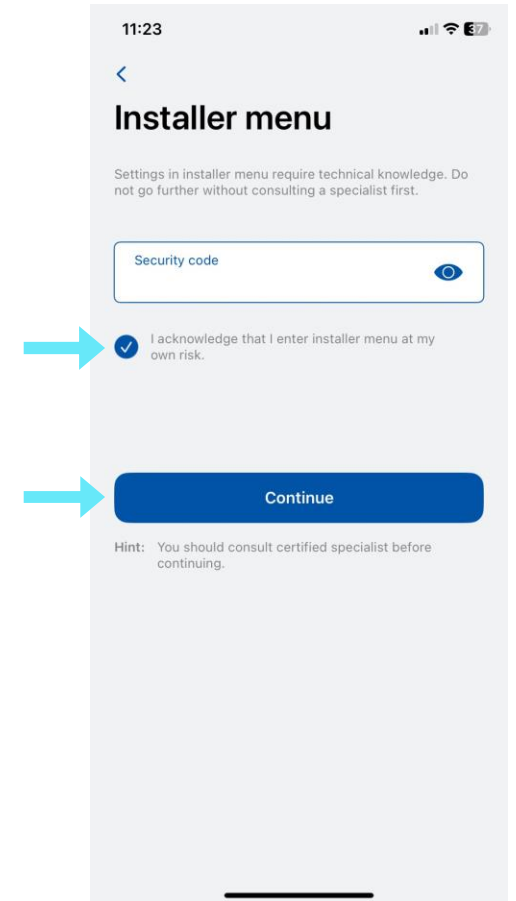 11:23
37
Installer menu
Settings in installer menu require technical knowledge. Do
not go further without consulting a specialist first.
Security code
I acknowledge that I enter installer menu at my
own risk.
Continue
Hint: You should consult certified specialist before
continuing.